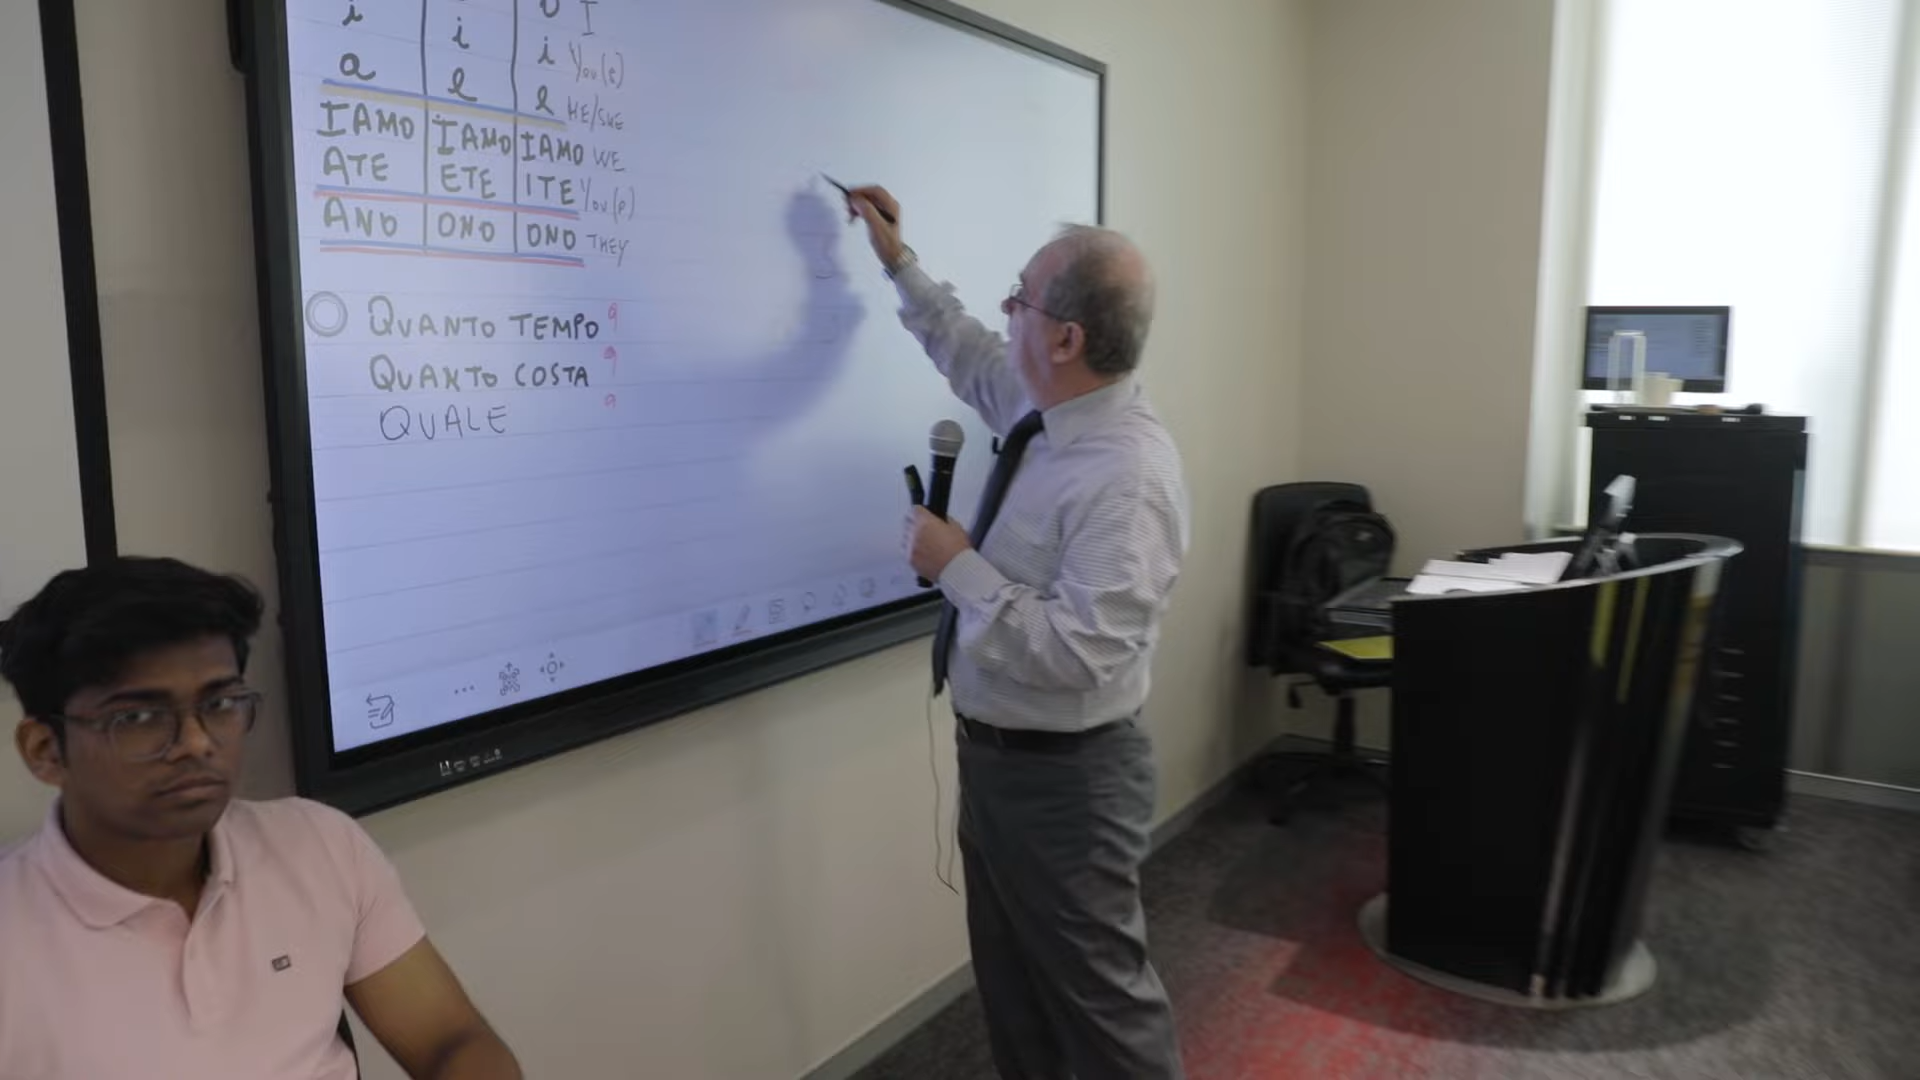 i i o I
a i i You(t)
e e HE/SHE
IAMO IAMO IAMO WE
ATE ETE ITE You(p)
ANO ONO ONO THEY
QUANTO TEMPO ?
QUANTO COSTA ?
QUALE ?